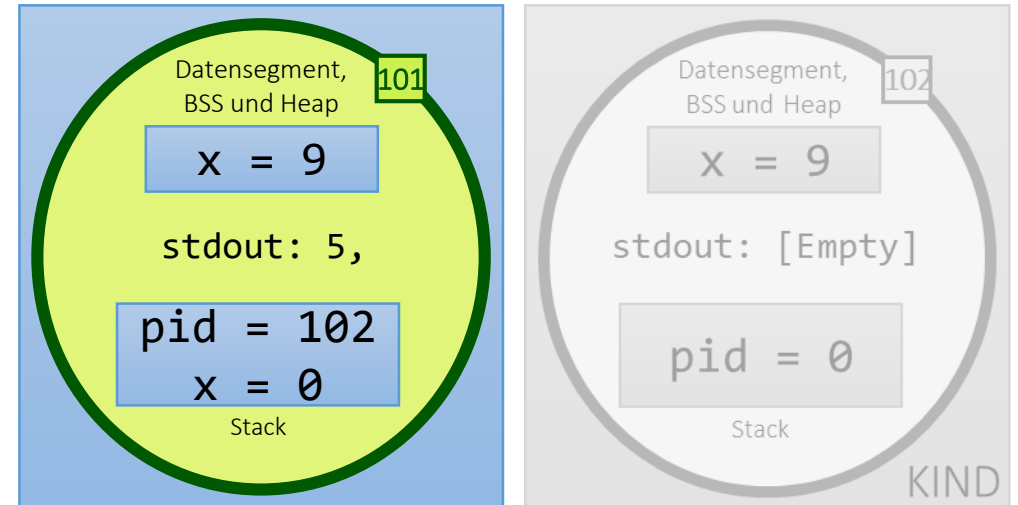 Datensegment,
BSS und Heap
101
x = 9
stdout: 5,
pid = 102
x = 0
Stack
Datensegment,
BSS und Heap
102
x = 9
stdout: [Empty]
pid = 0
Stack
KIND